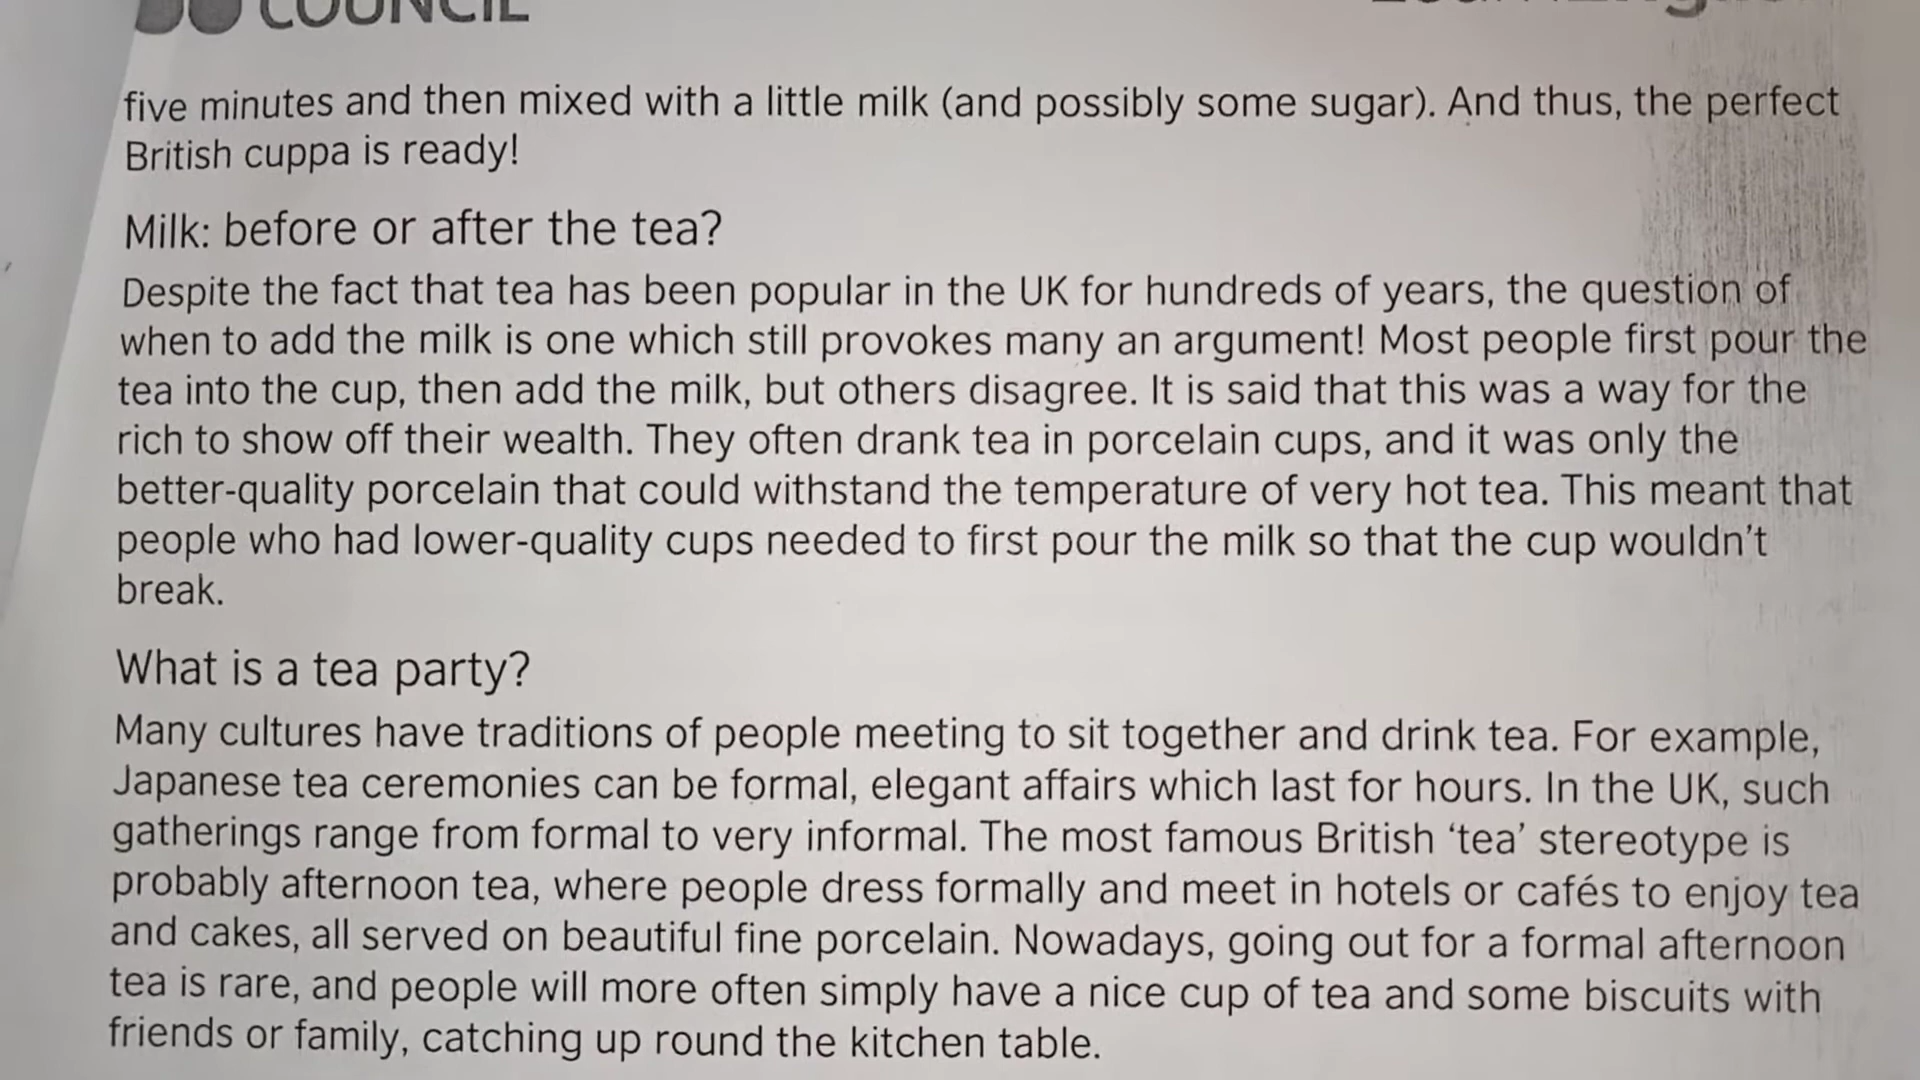 COUNCIL
five minutes and then mixed with a little milk (and possibly some sugar). And thus, the perfect
British cuppa is ready!
Milk: before or after the tea?
Despite the fact that tea has been popular in the UK for hundreds of years, the question of
when to add the milk is one which still provokes many an argument! Most people first pour the
tea into the cup, then add the milk, but others disagree. It is said that this was a way for the
rich to show off their wealth. They often drank tea in porcelain cups, and it was only the
better-quality porcelain that could withstand the temperature of very hot tea. This meant that
people who had lower-quality cups needed to first pour the milk so that the cup wouldn't
break.
What is a tea party?
Many cultures have traditions of people meeting to sit together and drink tea. For example,
Japanese tea ceremonies can be formal, elegant affairs which last for hours. In the UK, such
gatherings range from formal to very informal. The most famous British ‘tea’ stereotype is
probably afternoon tea, where people dress formally and meet in hotels or cafés to enjoy tea
and cakes, all served on beautiful fine porcelain. Nowadays, going out for a formal afternoon
tea is rare, and people will more often simply have a nice cup of tea and some biscuits with
friends or family, catching up round the kitchen table.